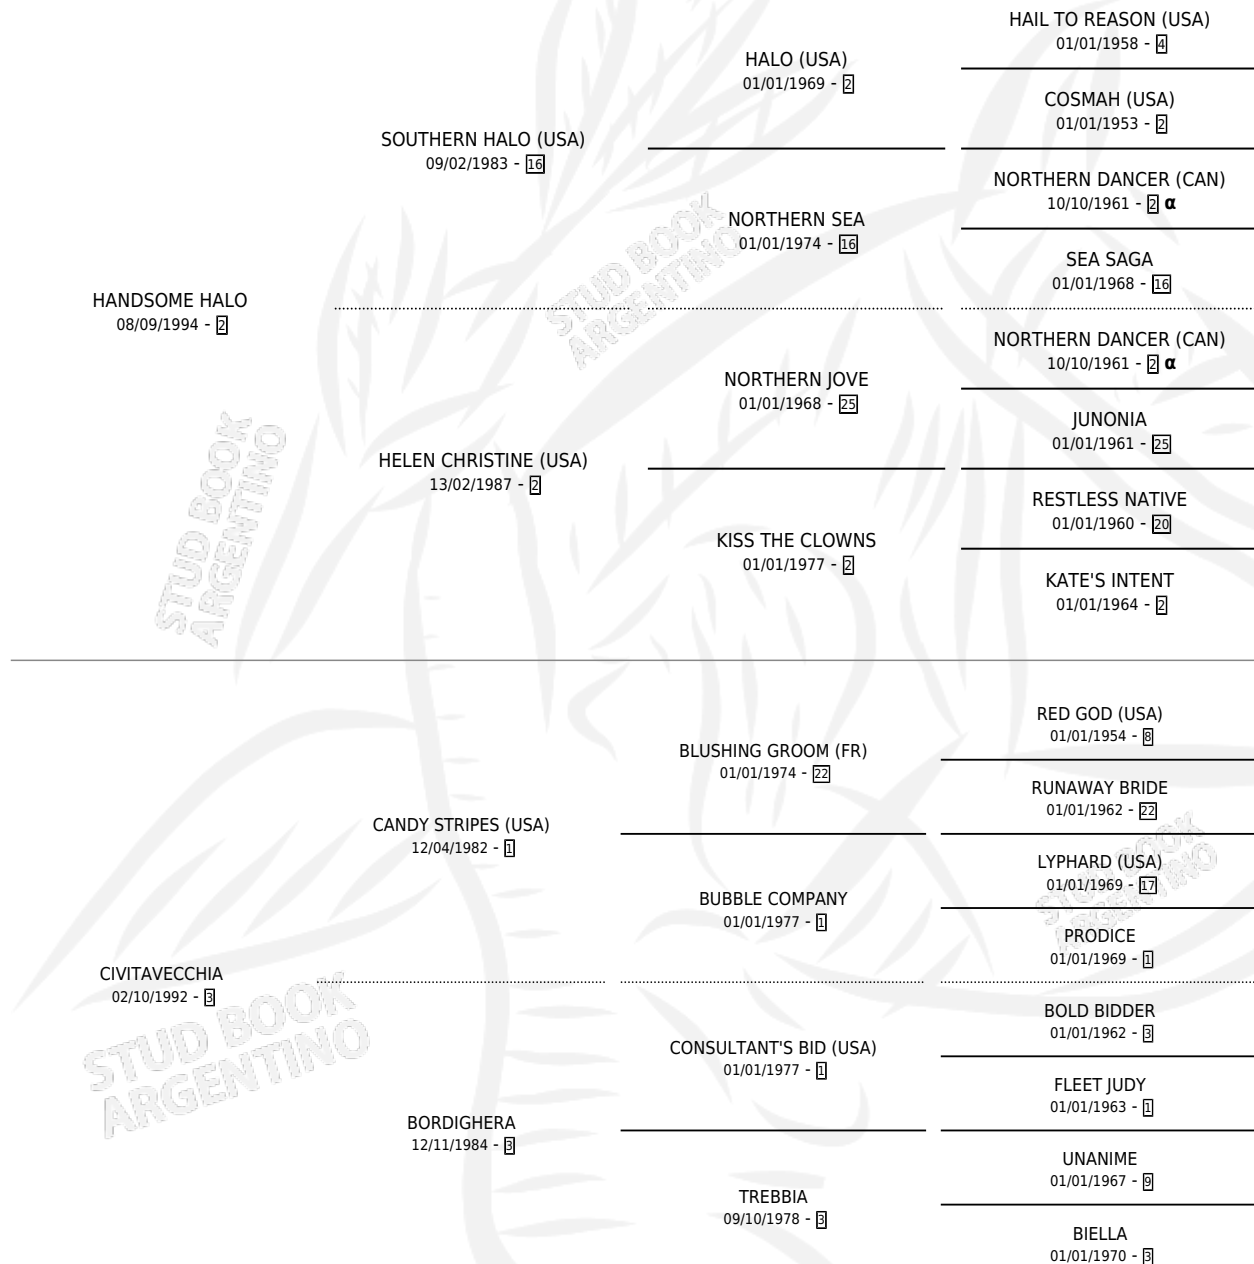 HAIL TO REASON (USA)
01/01/1958 - 4
HALO (USA)
01/01/1969 - 2
COSMAH (USA)
01/01/1953 - 2
SOUTHERN HALO (USA)
09/02/1983 - 16
NORTHERN DANCER (CAN)
10/10/1961 - 2 α
NORTHERN SEA
01/01/1974 - 16
SEA SAGA
01/01/1968 - 16
HANDSOME HALO
08/09/1994 - 2
NORTHERN DANCER (CAN)
10/10/1961 - 2 α
NORTHERN JOVE
01/01/1968 - 25
JUNONIA
01/01/1961 - 25
HELEN CHRISTINE (USA)
13/02/1987 - 2
RESTLESS NATIVE
01/01/1960 - 20
KISS THE CLOWNS
01/01/1977 - 2
KATE'S INTENT
01/01/1964 - 2
RED GOD (USA)
01/01/1954 - 8
BLUSHING GROOM (FR)
01/01/1974 - 22
RUNAWAY BRIDE
01/01/1962 - 22
CANDY STRIPES (USA)
12/04/1982 - 1
LYPHARD (USA)
01/01/1969 - 17
BUBBLE COMPANY
01/01/1977 - 1
PRODICE
01/01/1969 - 1
CIVITAVECCHIA
02/10/1992 - 3
BOLD BIDDER
01/01/1962 - 3
CONSULTANT'S BID (USA)
01/01/1977 - 1
FLEET JUDY
01/01/1963 - 1
BORDIGHERA
12/11/1984 - 3
UNANIME
01/01/1967 - 9
TREBBIA
09/10/1978 - 3
BIELLA
01/01/1970 - 3
STUD BOOK
ARGENTINO
STUD BOOK
ARGENTINO
STUD BOOK
ARGENTINO
STUD BOOK
ARGENTINO